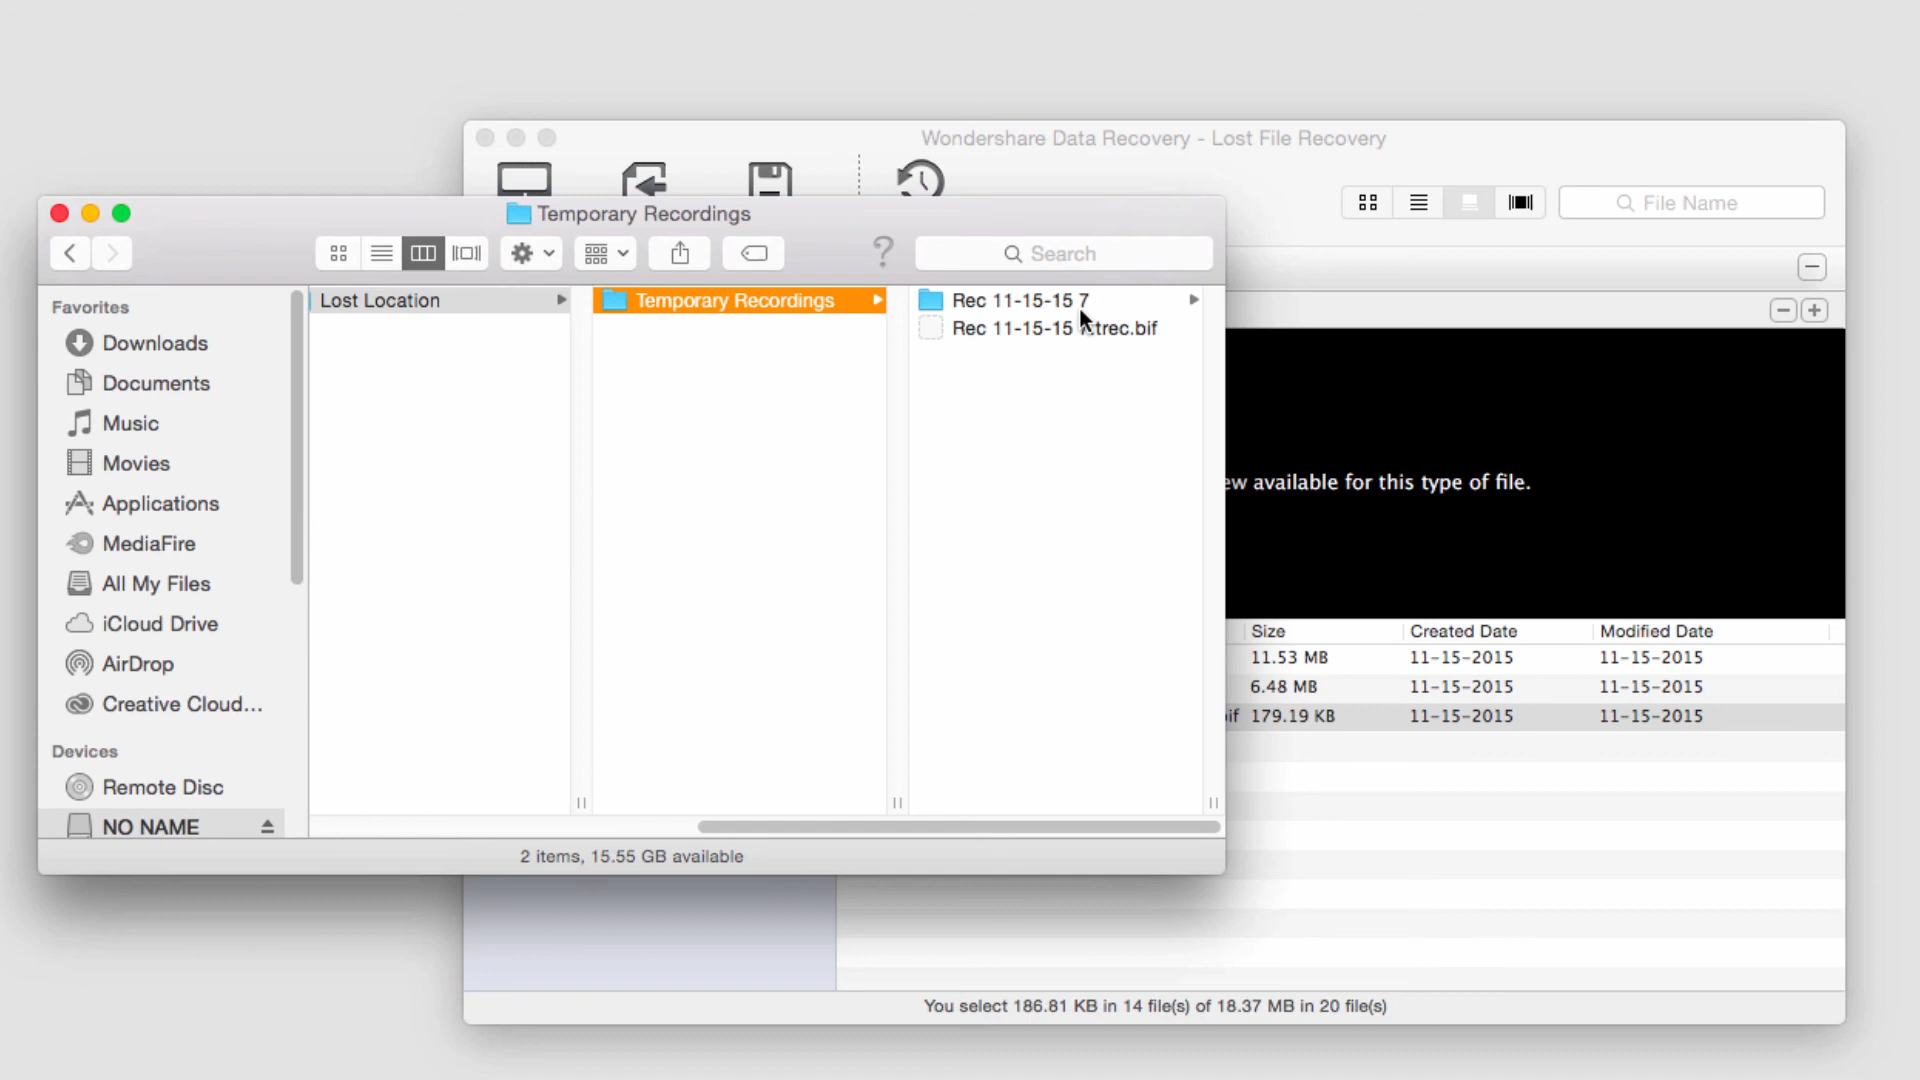 Wondershare Data Recovery - Lost File Recovery
File Name
Temporary Recordings
Search
Favorites
Downloads
Documents
Music
Movies
Applications
MediaFire
All My Files
iCloud Drive
AirDrop
Creative Cloud...
Devices
Remote Disc
NO NAME
Lost Location
Temporary Recordings
Rec 11-15-15 7
Rec 11-15-15 trec.bif
2 items, 15.55 GB available
available for this type of file.
Size Created Date Modified Date
11.53 MB 11-15-2015 11-15-2015
6.48 MB 11-15-2015 11-15-2015
179.19 KB 11-15-2015 11-15-2015
You select 186.81 KB in 14 file(s) of 18.37 MB in 20 file(s)